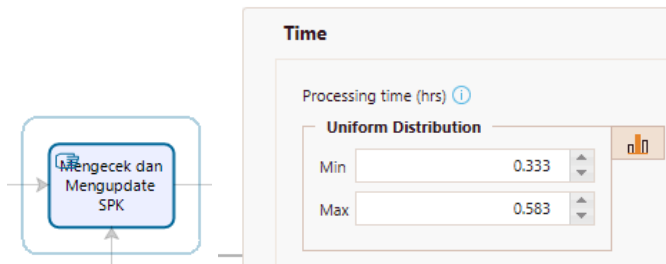 Time
Processing time (hrs)
Uniform Distribution
Min 0.333
Max 0.583
Mengecek dan
Mengupdate
SPK